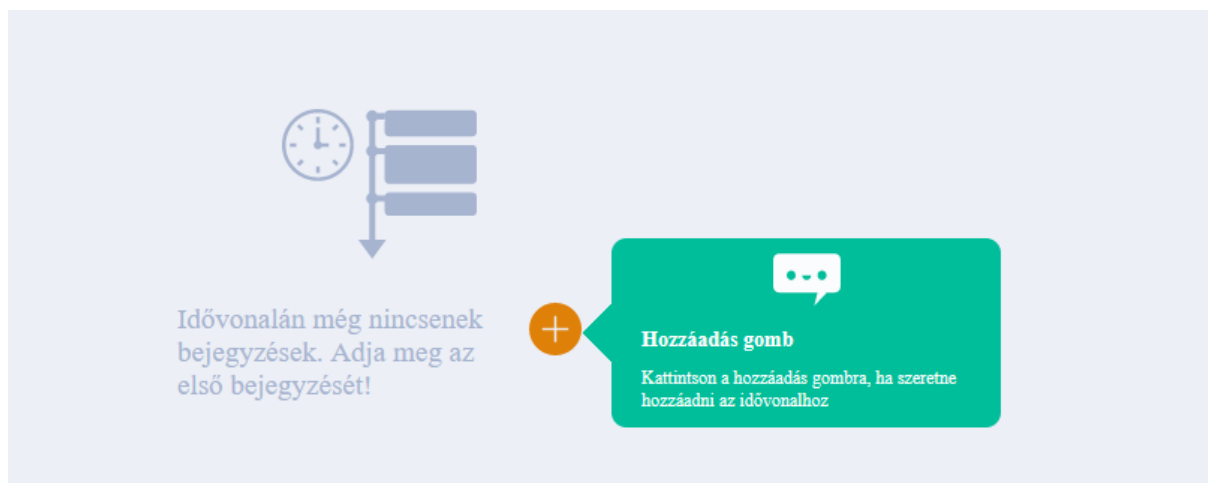 Idővonalán még nincsenek
bejegyzések. Adja meg az
első bejegyzését!
Hozzáadás gomb
Kattintson a hozzáadás gombra, ha szeretne
hozzáadni az idővonalhoz